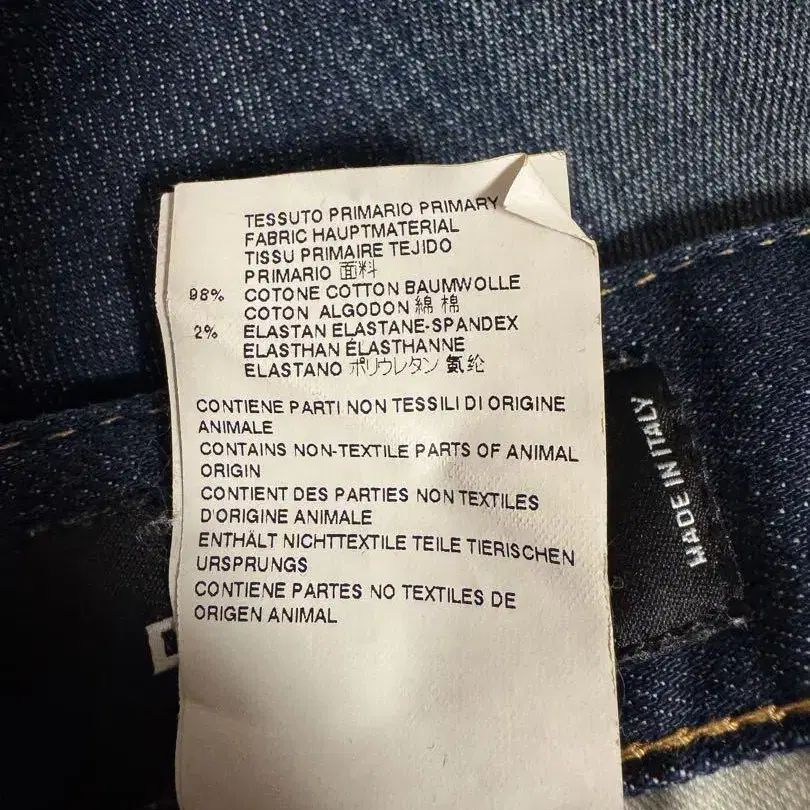 TESSUTO PRIMARIO PRIMARY
FABRIC HAUPTMATERIAL
TISSU PRIMAIRE TEJIDO
PRIMARIO 面料
98% COTONE COTTON BAUMWOLLE
COTON ALGODON 綿 棉
2% ELASTAN ELASTANE-SPANDEX
ELASTHAN ÉLASTHANNE
ELASTANO ポリウレタン 氨纶
CONTIENE PARTI NON TESSILI DI ORIGINE
ANIMALE
CONTAINS NON-TEXTILE PARTS OF ANIMAL
ORIGIN
CONTIENT DES PARTIES NON TEXTILES
D'ORIGINE ANIMALE
ENTHÄLT NICHTTEXTILE TEILE TIERISCHEN
URSPRUNGS
CONTIENE PARTES NO TEXTILES DE
ORIGEN ANIMAL
MADE IN ITALY